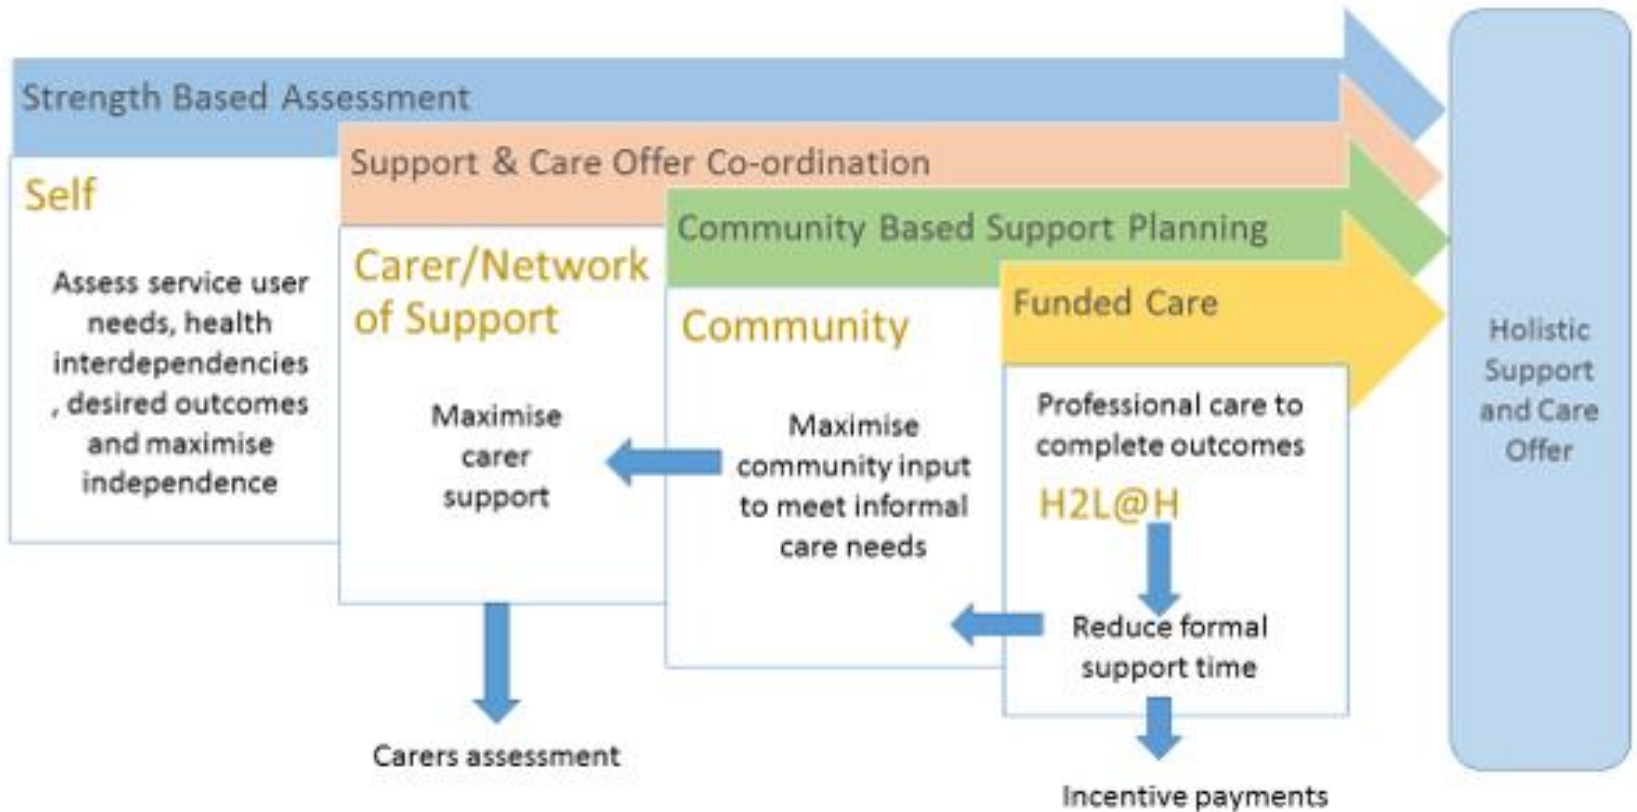 Strength Based Assessment
Self
Assess service user
needs, health
interdependencies
, desired outcomes
and maximise
independence
Support & Care Offer Co-ordination
Carer/Network
of Support
Maximise
carer
support
Carers assessment
Community Based Support Planning
Community
Maximise
community input
to meet informal
care needs
Funded Care
Professional care to
complete outcomes
H2L@H
Reduce formal
support time
Incentive payments
Holistic
Support
and Care
Offer